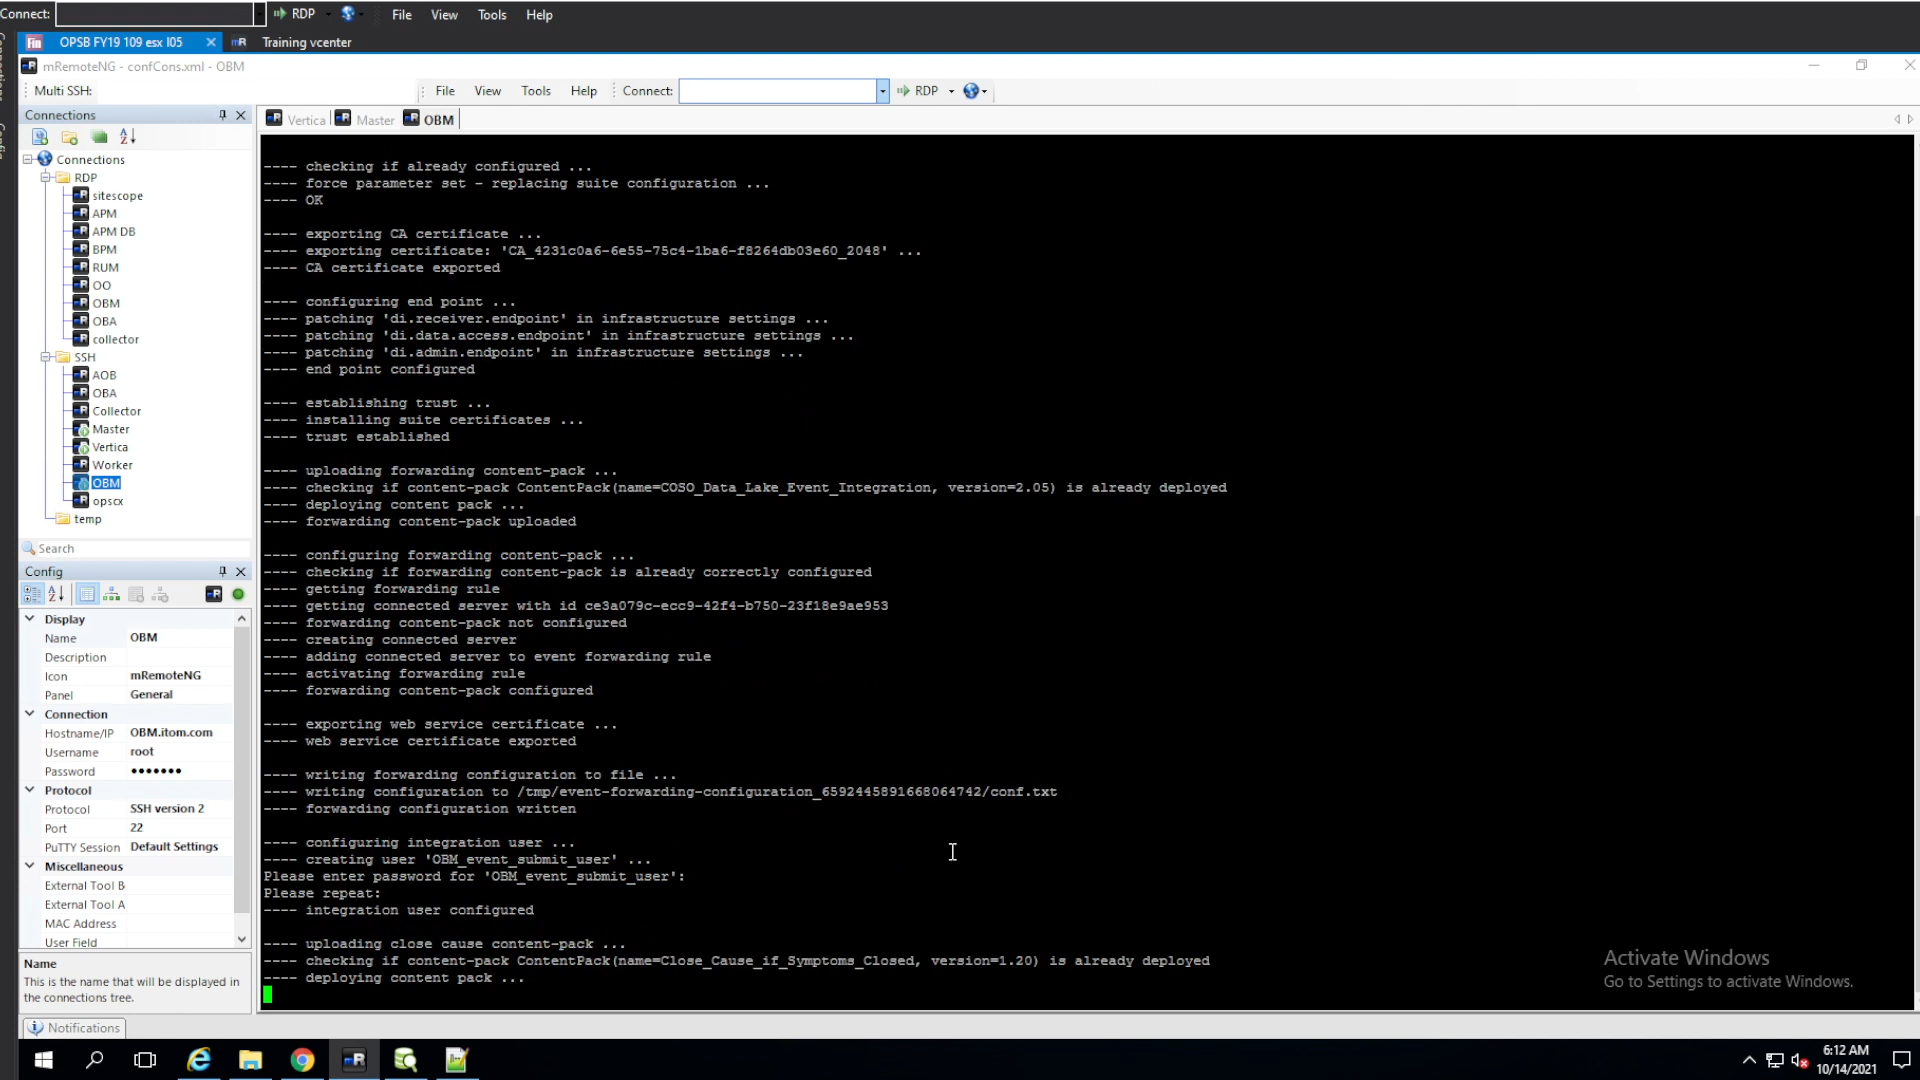 Connect:
RDP
File View Tools Help
OPSB FY19 109 esx I05
Training vcenter
mRemoteNG - confCons.xml - OBM
Multi SSH:
File View Tools Help
Connect:
RDP
Connections
Vertica Master OBM
Connections
RDP
sitescope
APM
APM DB
BPM
RUM
OO
OBM
OBA
collector
SSH
AOB
OBA
Collector
Master
Vertica
Worker
OBM
opscx
temp
Search
Config
Display
Name OBM
Description
Icon mRemoteNG
Panel General
Connection
Hostname/IP OBM.itom.com
Username root
Password •••••••
Protocol
Protocol SSH version 2
Port 22
PuTTY Session Default Settings
Miscellaneous
External Tool B
External Tool A
MAC Address
User Field
Name
This is the name that will be displayed in
the connections tree.
Notifications
---- checking if already configured ...
---- force parameter set - replacing suite configuration ...
---- OK
---- exporting CA certificate ...
---- exporting certificate: 'CA_4231c0a6-6e55-75c4-1ba6-f8264db03e60_2048' ...
---- CA certificate exported
---- configuring end point ...
---- patching 'di.receiver.endpoint' in infrastructure settings ...
---- patching 'di.data.access.endpoint' in infrastructure settings ...
---- patching 'di.admin.endpoint' in infrastructure settings ...
---- end point configured
---- establishing trust ...
---- installing suite certificates ...
---- trust established
---- uploading forwarding content-pack ...
---- checking if content-pack ContentPack(name=COSO_Data_Lake_Event_Integration, version=2.05) is already deployed
---- deploying content pack ...
---- forwarding content-pack uploaded
---- configuring forwarding content-pack ...
---- checking if forwarding content-pack is already correctly configured
---- getting forwarding rule
---- getting connected server with id ce3a079c-ecc9-42f4-b750-23f18e9ae953
---- forwarding content-pack not configured
---- creating connected server
---- adding connected server to event forwarding rule
---- activating forwarding rule
---- forwarding content-pack configured
---- exporting web service certificate ...
---- web service certificate exported
---- writing forwarding configuration to file ...
---- writing configuration to /tmp/event-forwarding-configuration_6592445891668064742/conf.txt
---- forwarding configuration written
---- configuring integration user ...
---- creating user 'OBM_event_submit_user' ...
Please enter password for 'OBM_event_submit_user':
Please repeat:
---- integration user configured
---- uploading close cause content-pack ...
---- checking if content-pack ContentPack(name=Close_Cause_if_Symptoms_Closed, version=1.20) is already deployed
---- deploying content pack ...
Activate Windows
Go to Settings to activate Windows.
6:12 AM
10/14/2021